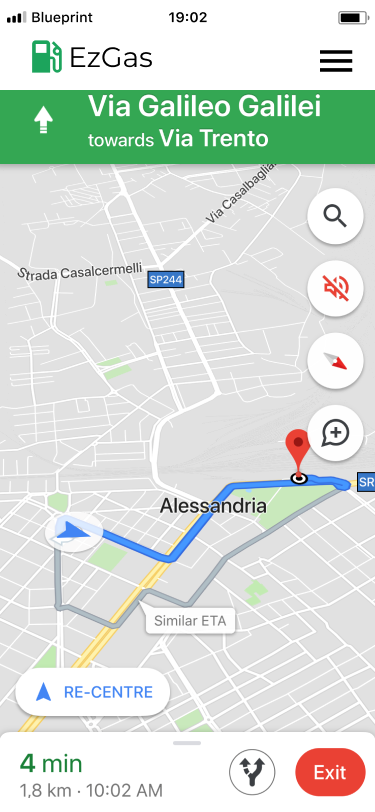 Blueprint
19:02
EzGas
Via Galileo Galilei
towards Via Trento
Via Casalbaglia
Strada Casalcermelli
SP244
SR
Alessandria
Similar ETA
RE-CENTRE
4 min
1,8 km · 10:02 AM
Exit